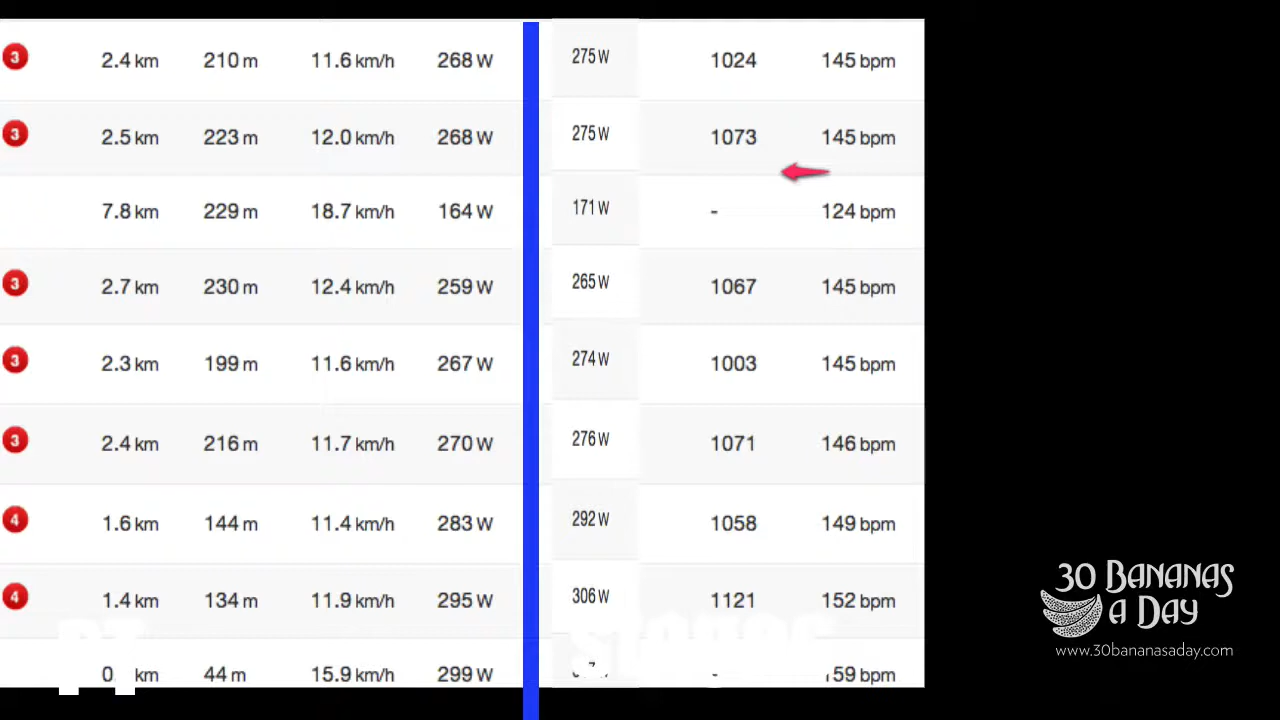 3 2.4 km 210 m 11.6 km/h 268 W 275 W 1024 145 bpm
3 2.5 km 223 m 12.0 km/h 268 W 275 W 1073 145 bpm
7.8 km 229 m 18.7 km/h 164 W 171 W - 124 bpm
3 2.7 km 230 m 12.4 km/h 259 W 265 W 1067 145 bpm
3 2.3 km 199 m 11.6 km/h 267 W 274 W 1003 145 bpm
3 2.4 km 216 m 11.7 km/h 270 W 276 W 1071 146 bpm
4 1.6 km 144 m 11.4 km/h 283 W 292 W 1058 149 bpm
4 1.4 km 134 m 11.9 km/h 295 W 306 W 1121 152 bpm
km 44 m 15.9 km/h 299 W - 159 bpm
PT
30 BANANAS
A DAY
www.30bananasaday.com